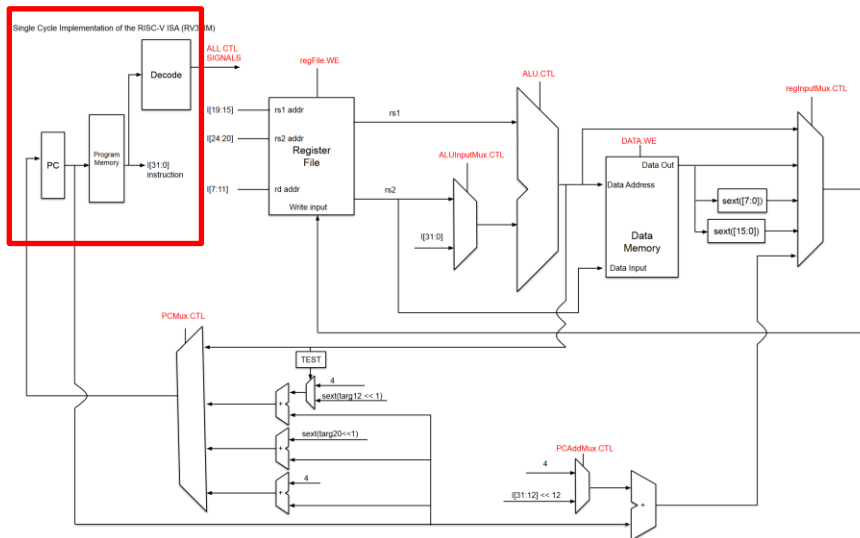 Single Cycle Implementation of the RISC-V ISA
ALL CTL
SIGNALS
Decode
PC
Program
Memory
I[31:0]
instruction
regFile.WE
I[19:15]
rs1 addr
I[24:20]
rs2 addr
Register
File
I[7:11]
rd addr
Write input
rs1
rs2
ALUInputMux.CTL
I[31:0]
ALU.CTL
DATA.WE
Data Out
Data Address
Data
Memory
Data Input
regInputMux.CTL
sext([7:0])
sext([15:0])
PCMux.CTL
TEST
4
sext(targ12 << 1)
+
sext(targ20<<1)
+
4
+
PCAddMux.CTL
4
I[31:12] << 12
+